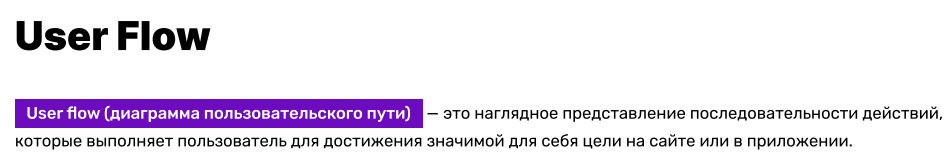 User Flow
User flow (диаграмма пользовательского пути) — это наглядное представление последовательности действий,
которые выполняет пользователь для достижения значимой для себя цели на сайте или в приложении.